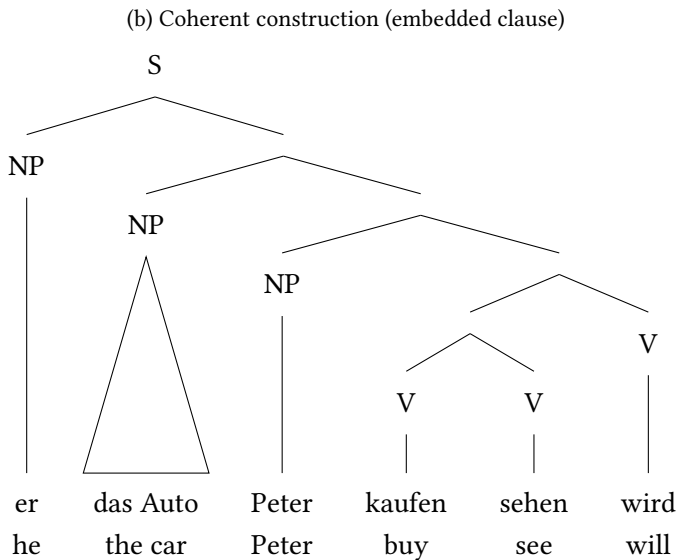 (b) Coherent construction (embedded clause)
S
NP
NP
NP
V
V V
er das Auto Peter kaufen sehen wird
he the car Peter buy see will